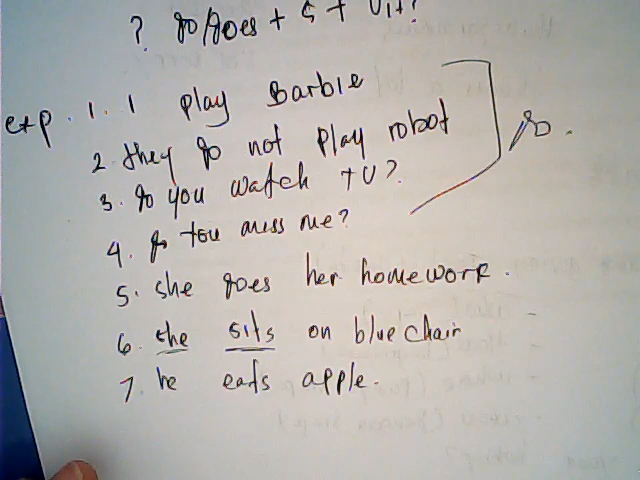 ? do/does + S + V1+?
exp. 1. I play Barbie
2. they do not play robot
3. do you watch TV?
do.
4. do you miss me?
5. she does her homework.
6. the sits on blue chair
7. he eats apple.